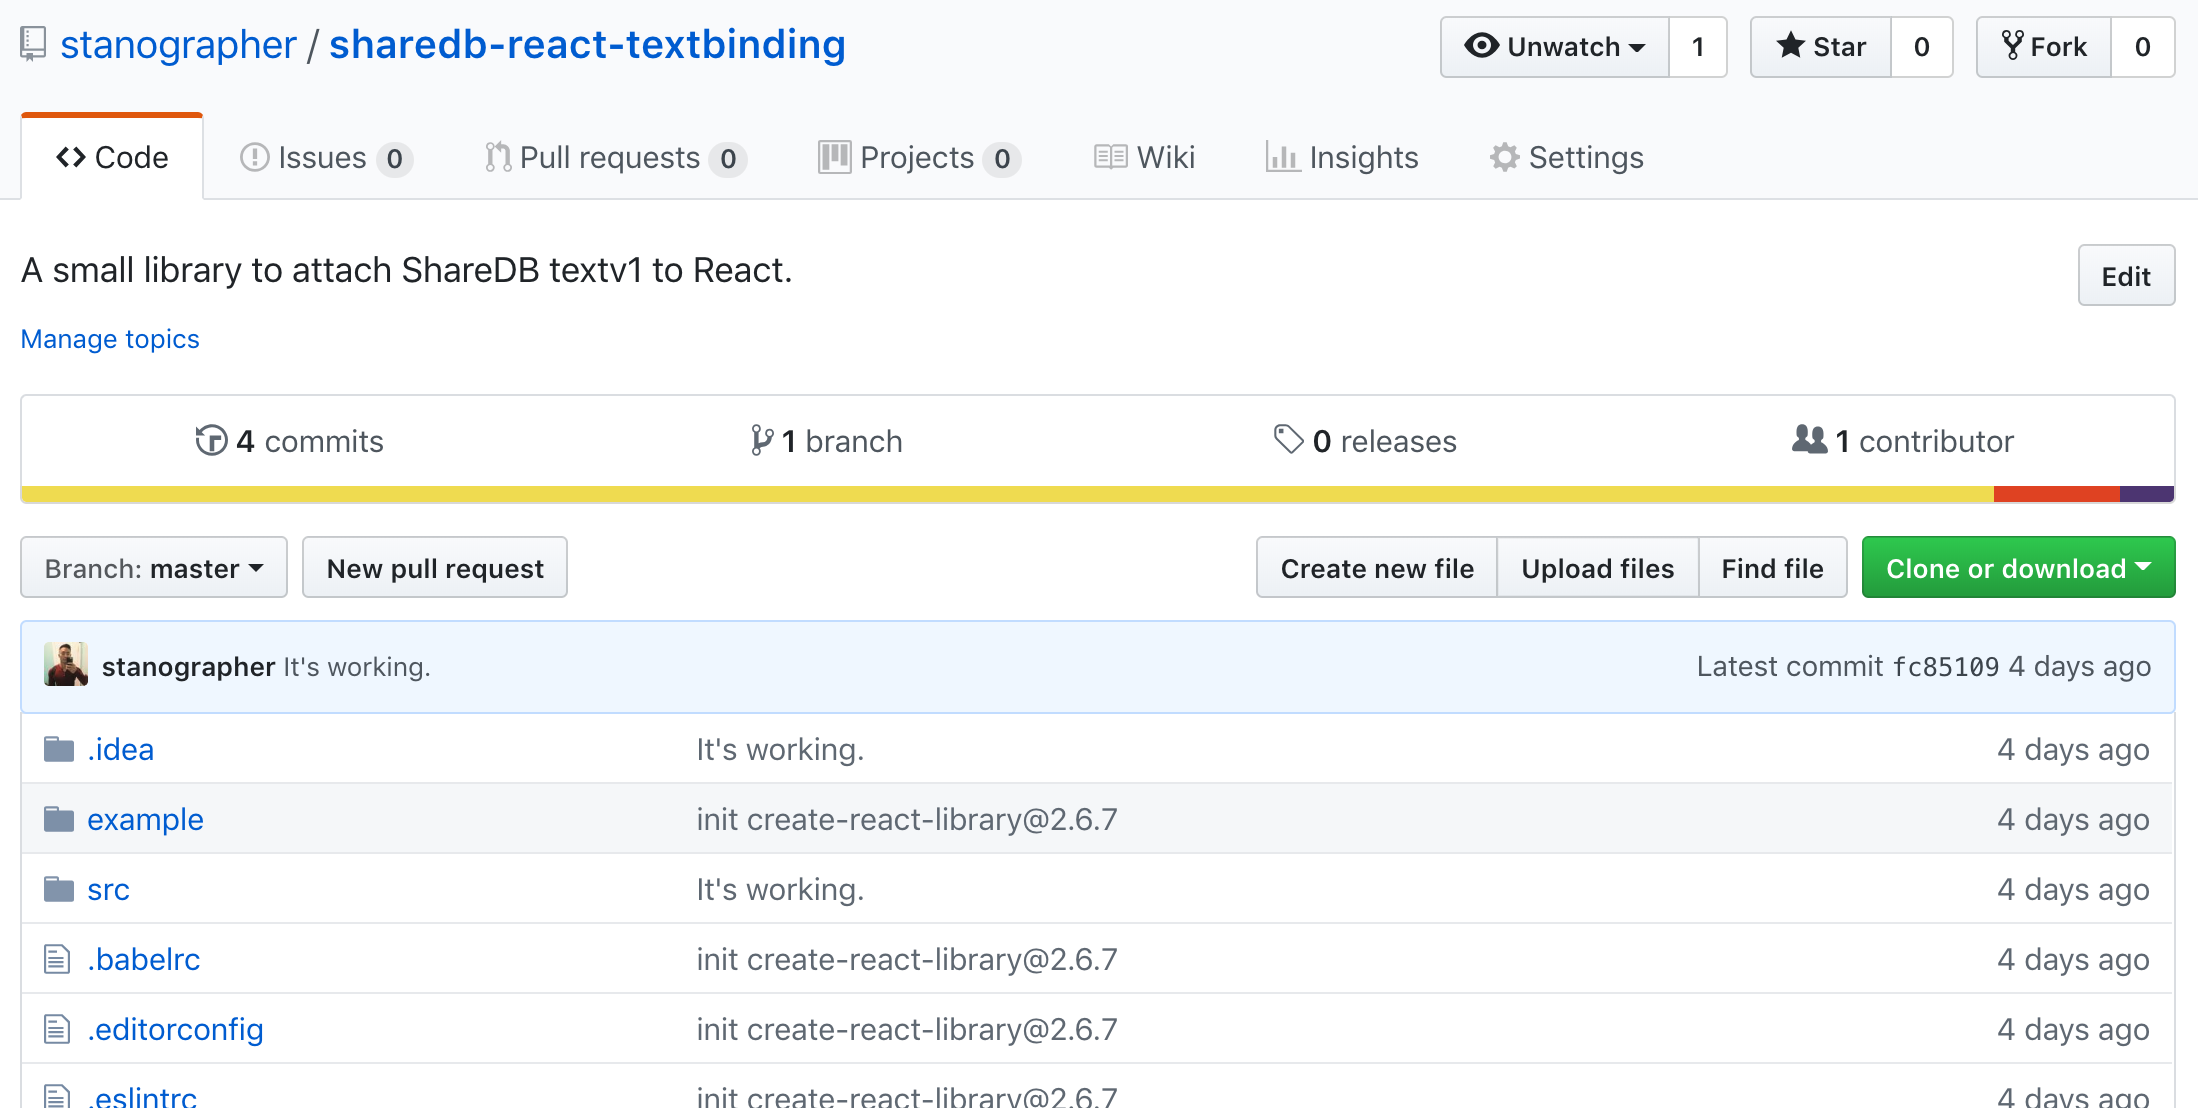 stanographer / sharedb-react-textbinding
Unwatch 1 Star 0 Fork 0
Code Issues 0 Pull requests 0 Projects 0 Wiki Insights Settings
A small library to attach ShareDB textv1 to React. Edit
Manage topics
4 commits 1 branch 0 releases 1 contributor
Branch: master New pull request Create new file Upload files Find file Clone or download
stanographer It's working. Latest commit fc85109 4 days ago
.idea It's working. 4 days ago
example init create-react-library@2.6.7 4 days ago
src It's working. 4 days ago
.babelrc init create-react-library@2.6.7 4 days ago
.editorconfig init create-react-library@2.6.7 4 days ago
.eslintrc init create-react-library@2.6.7 4 days ago